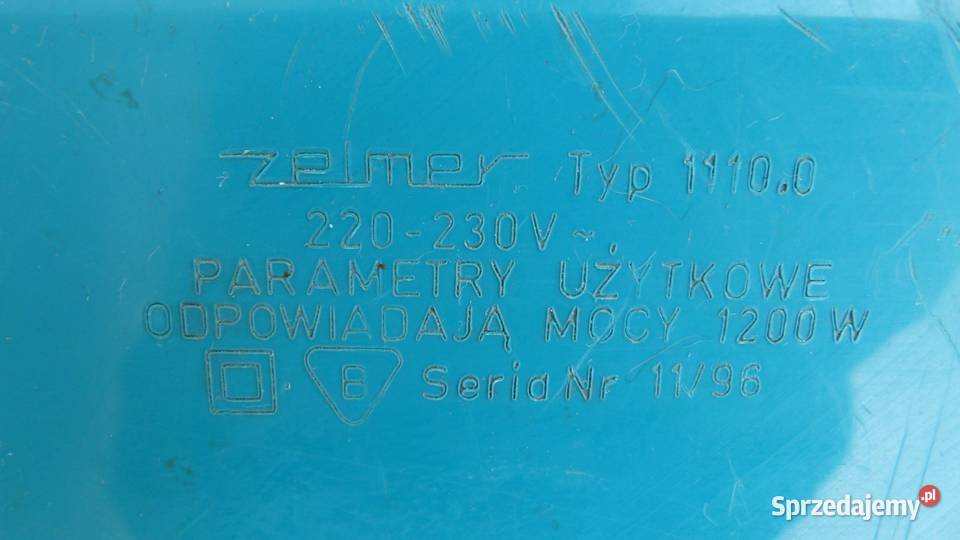 zelmer Typ 1110.0
220-230V ~
PARAMETRY UŻYTKOWE
ODPOWIADAJĄ MOCY 1200W
B Seria Nr 11/96
Sprzedajemy.pl